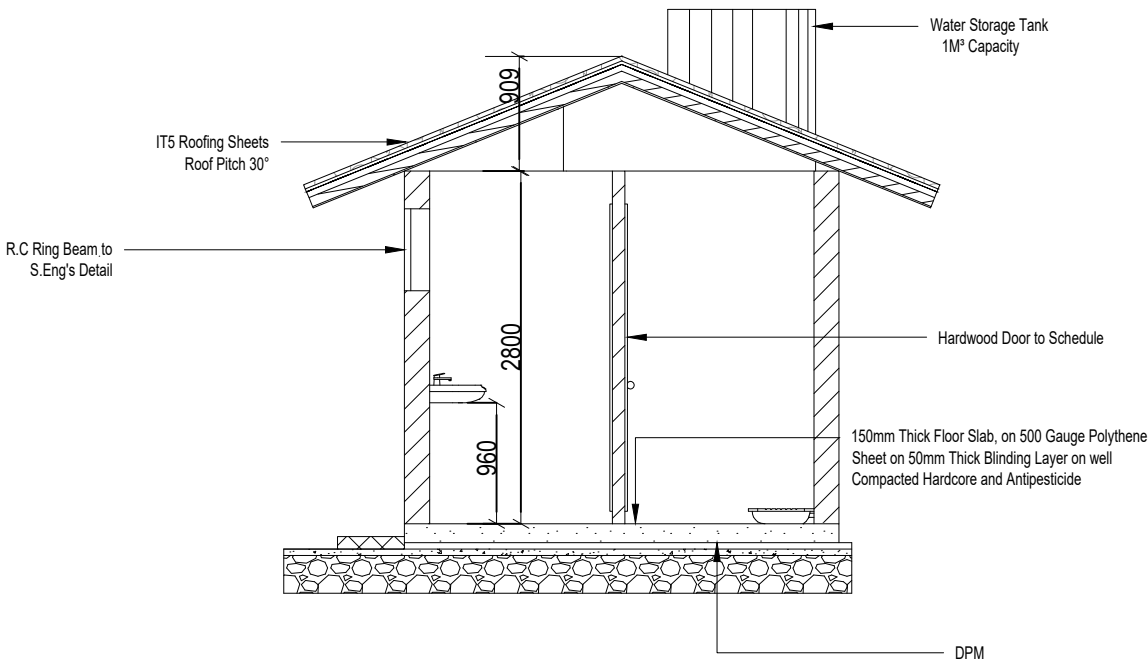 Water Storage Tank
1M³ Capacity
909
IT5 Roofing Sheets
Roof Pitch 30°
R.C Ring Beam to
S.Eng's Detail
2800
Hardwood Door to Schedule
960
150mm Thick Floor Slab, on 500 Gauge Polythene
Sheet on 50mm Thick Blinding Layer on well
Compacted Hardcore and Antipesticide
DPM